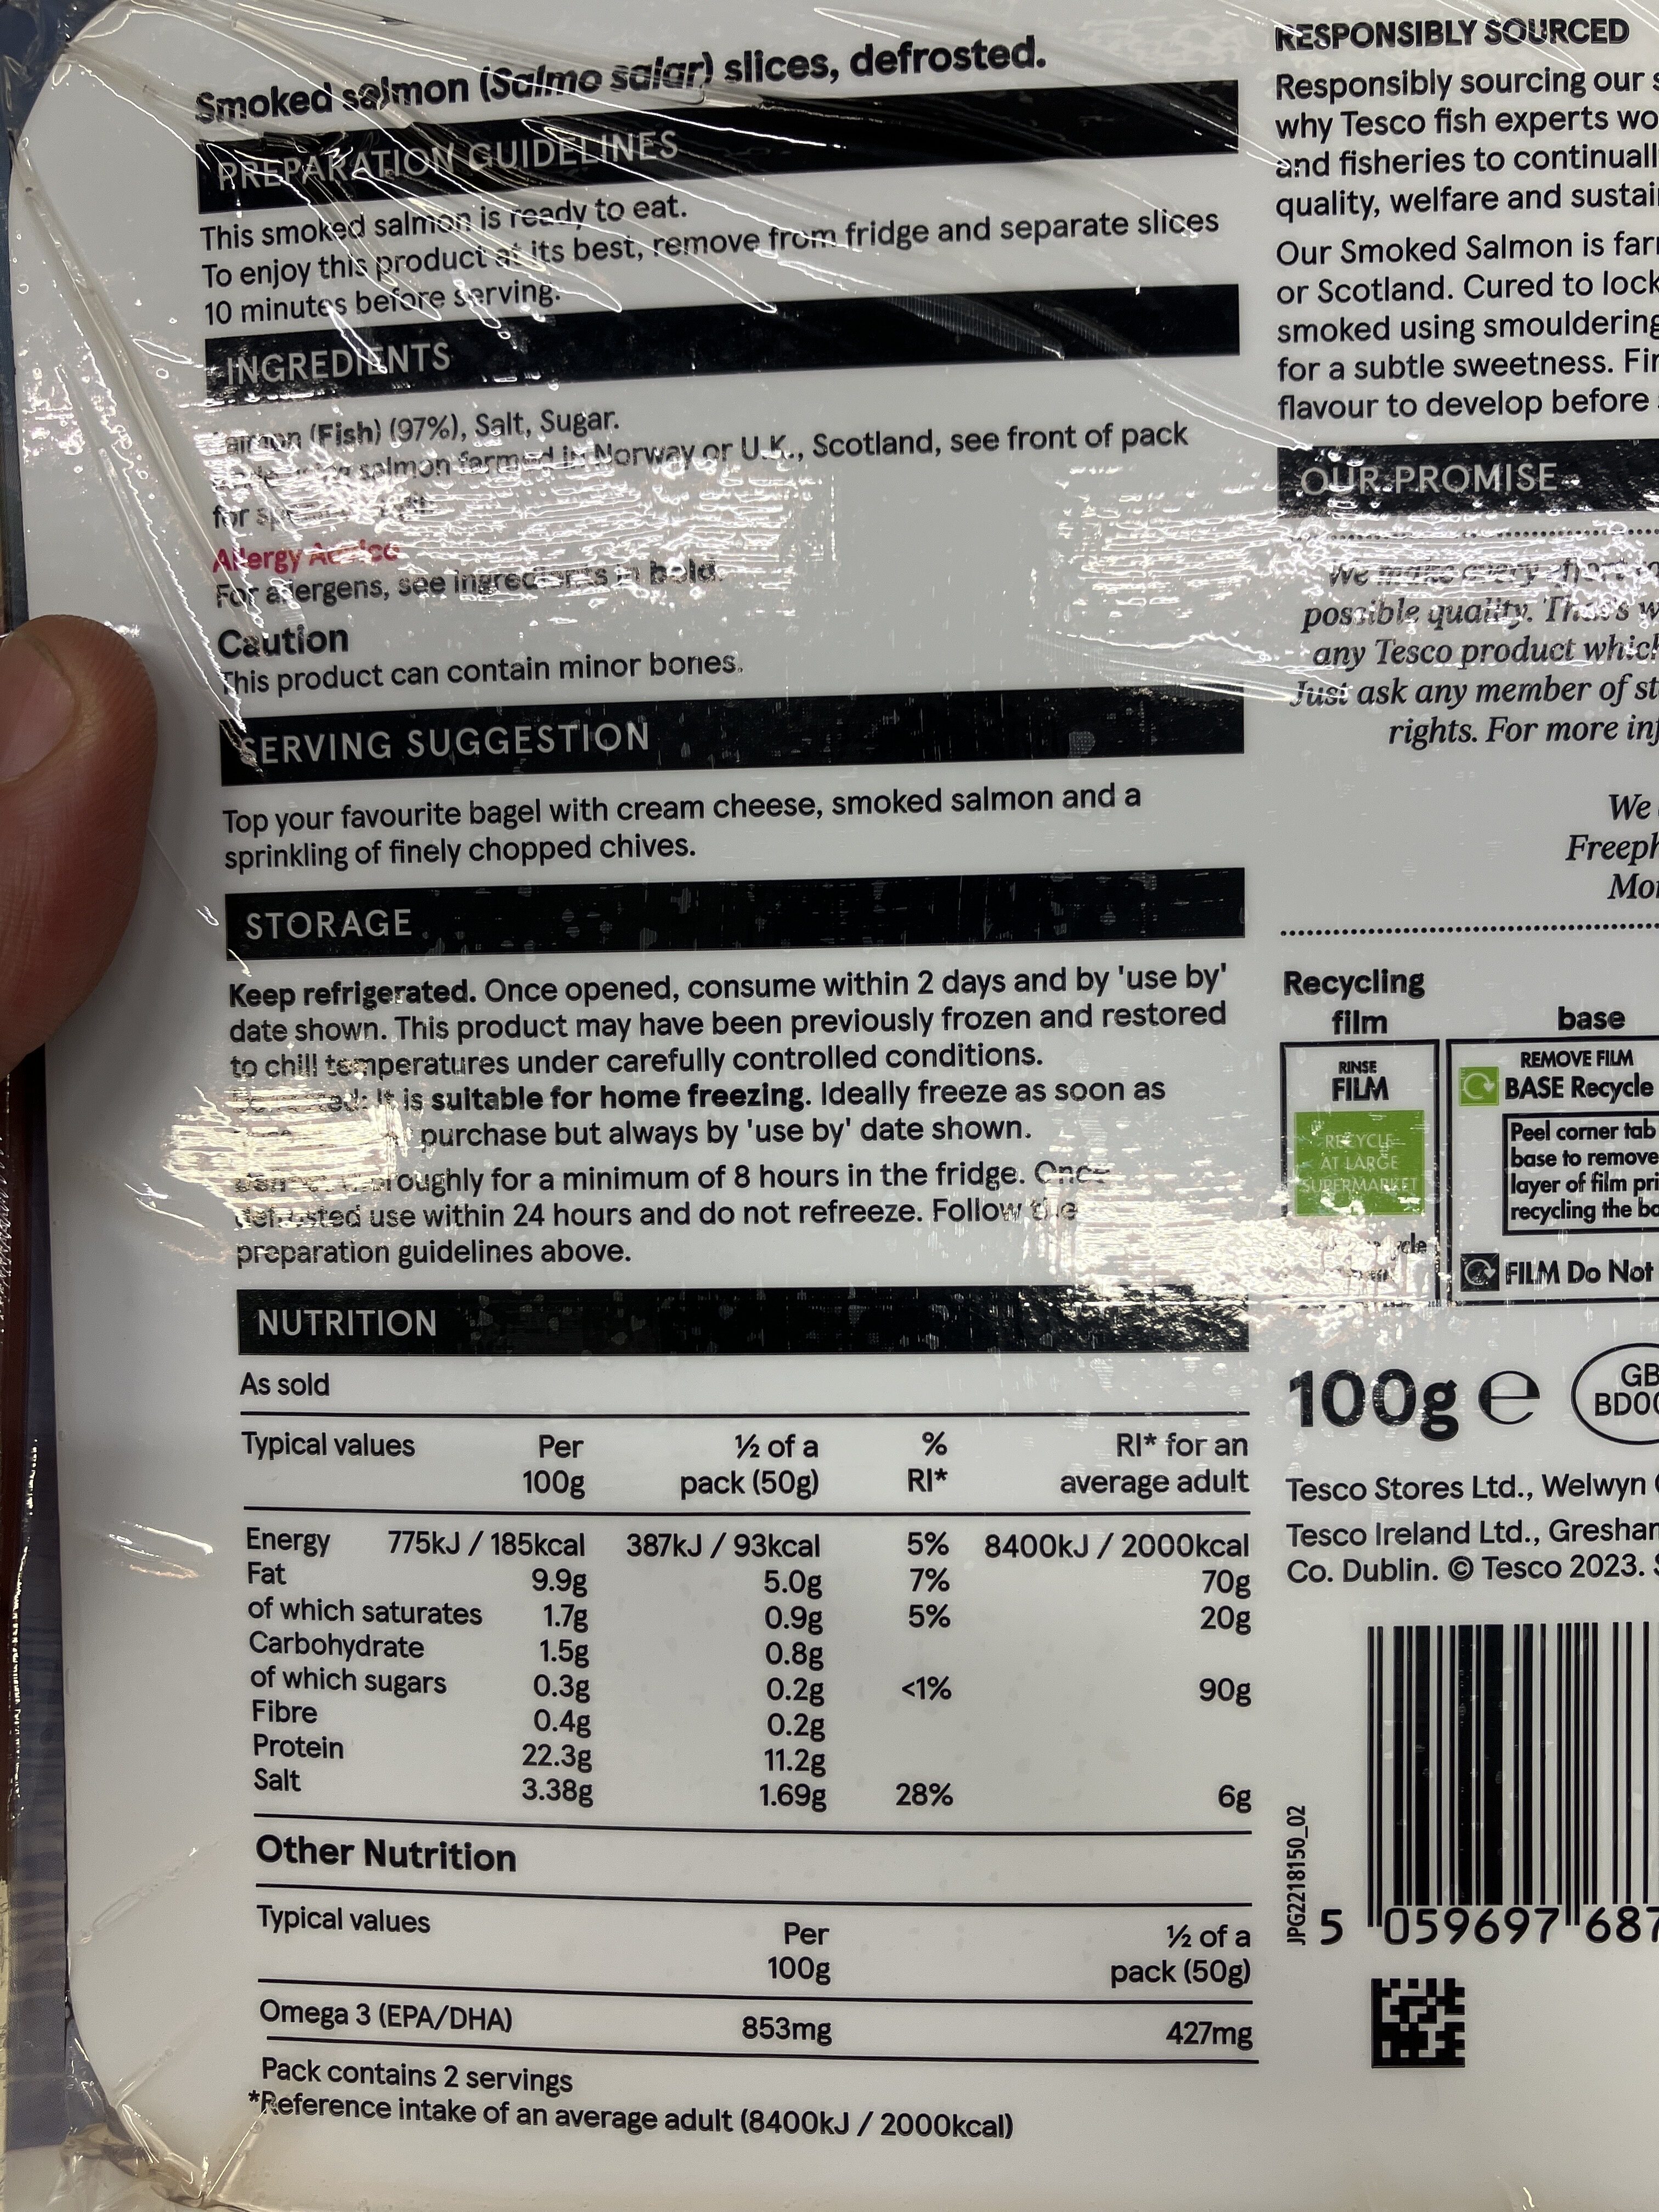 Smoked salmon (Salmo salar) slices, defrosted.
PREPARATION GUIDELINES
This smoked salmon is ready to eat.
To enjoy this product at its best, remove from fridge and separate slices
10 minutes before serving.
INGREDIENTS
(Fish) (97%), Salt, Sugar.
salmon farmed in Norway or U.K., Scotland, see front of pack
for
Allergy Advice
For allergens, see ingredients in bold.
Caution
This product can contain minor bones.
SERVING SUGGESTION
Top your favourite bagel with cream cheese, smoked salmon and a
sprinkling of finely chopped chives.
STORAGE
Keep refrigerated. Once opened, consume within 2 days and by 'use by'
date shown. This product may have been previously frozen and restored
to chill temperatures under carefully controlled conditions.
It is suitable for home freezing. Ideally freeze as soon as
purchase but always by 'use by' date shown.
for a minimum of 8 hours in the fridge. Once
defrosted use within 24 hours and do not refreeze. Follow the
preparation guidelines above.
NUTRITION
As sold
Typical values Per 100g ½ of a pack (50g) % RI* RI* for an average adult
Energy 775kJ / 185kcal 387kJ / 93kcal 5% 8400kJ / 2000kcal
Fat 9.9g 5.0g 7% 70g
of which saturates 1.7g 0.9g 5% 20g
Carbohydrate 1.5g 0.8g
of which sugars 0.3g 0.2g <1% 90g
Fibre 0.4g 0.2g
Protein 22.3g 11.2g
Salt 3.38g 1.69g 28% 6g
Other Nutrition
Typical values Per 100g ½ of a pack (50g)
Omega 3 (EPA/DHA) 853mg 427mg
Pack contains 2 servings
*Reference intake of an average adult (8400kJ / 2000kcal)
RESPONSIBLY SOURCED
Responsibly sourcing our
why Tesco fish experts
and fisheries to
quality, welfare and
Our Smoked Salmon is
or Scotland. Cured to lock
smoked using smouldering
for a subtle sweetness.
flavour to develop before
OUR PROMISE
We make every effort
possible quality. That's
any Tesco product
Just ask any member of
rights. For more
We
Recycling
film base
RINSE
FILM
RECYCLE
AT LARGE
SUPERMARKET
REMOVE FILM
BASE Recycle
Peel corner tab
base to remove
layer of film
recycling the
FILM Do Not
100g e
GB
Tesco Stores Ltd., Welwyn
Tesco Ireland Ltd.,
Co. Dublin. © Tesco 2023.
JPG2218150_02
5 059697 687